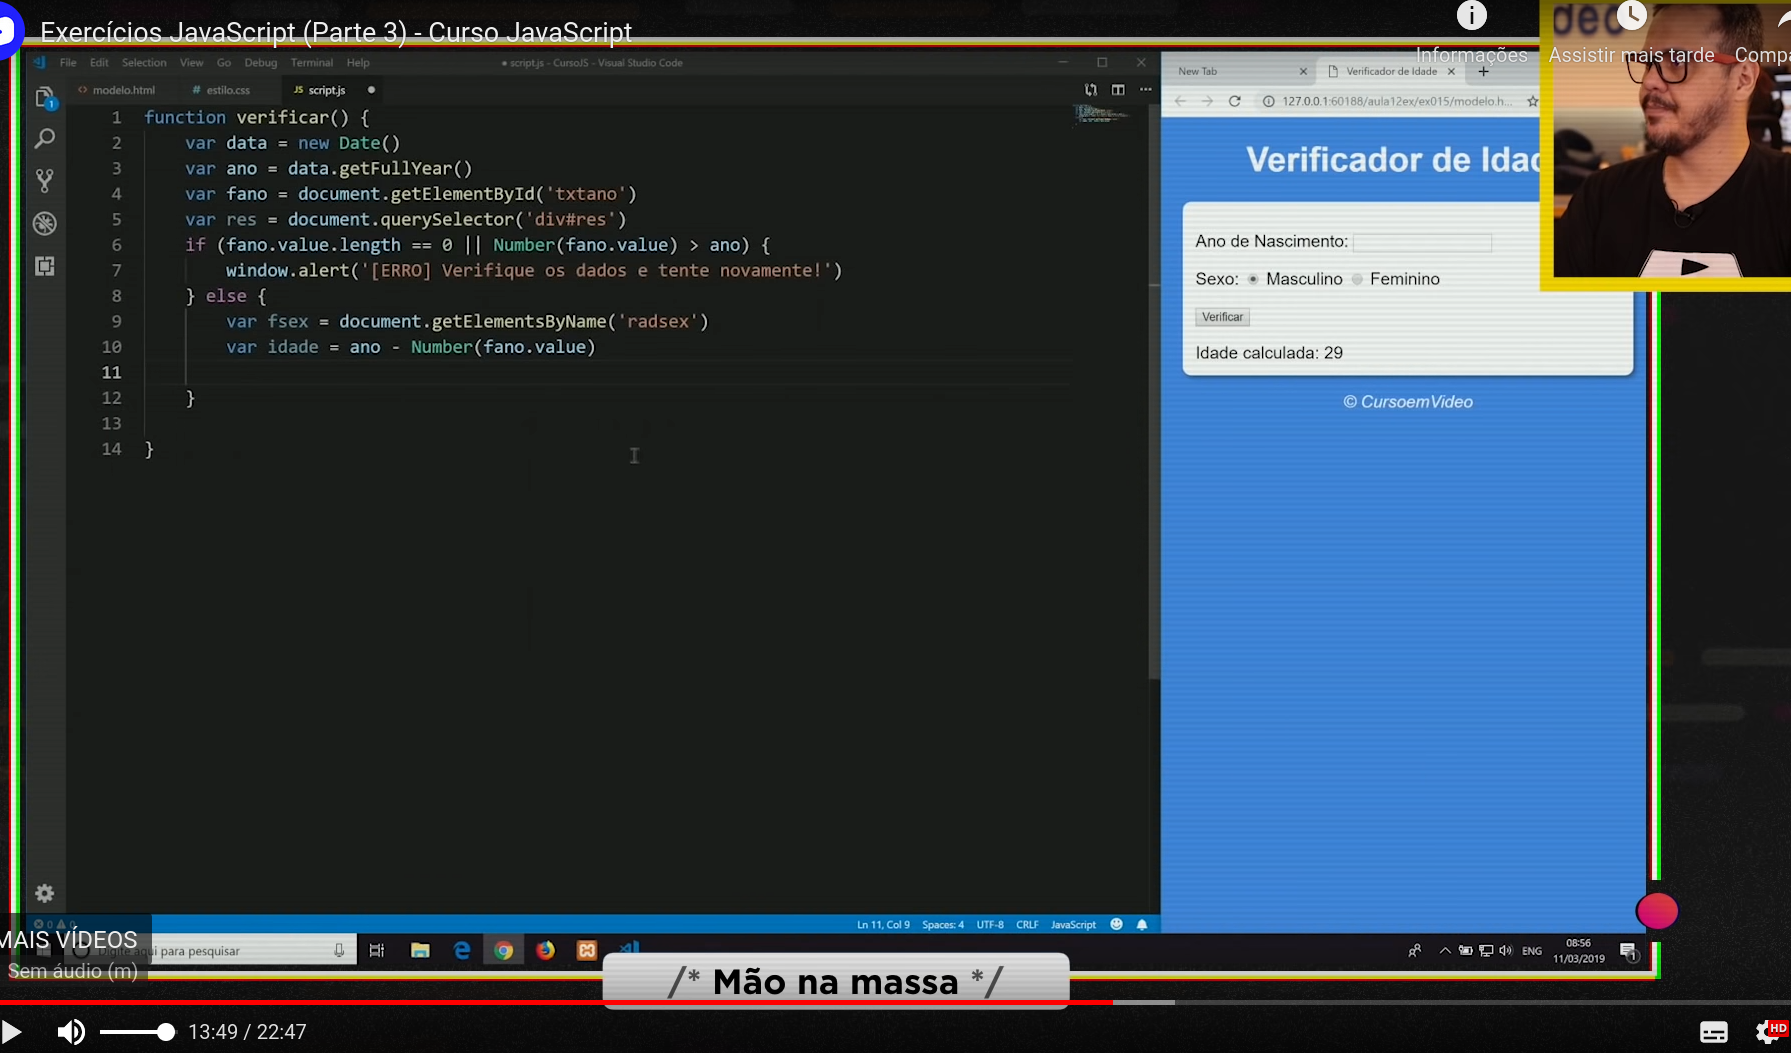 Exercícios JavaScript (Parte 3) - Curso JavaScript
Informações
Assistir mais tarde
File Edit Selection View Go Debug Terminal Help
● script.js - CursoJS - Visual Studio Code
modelo.html
# estilo.css
JS script.js
1 function verificar() {
2 var data = new Date()
3 var ano = data.getFullYear()
4 var fano = document.getElementById('txtano')
5 var res = document.querySelector('div#res')
6 if (fano.value.length == 0 || Number(fano.value) > ano) {
7 window.alert('[ERRO] Verifique os dados e tente novamente!')
8 } else {
9 var fsex = document.getElementsByName('radsex')
10 var idade = ano - Number(fano.value)
11
12 }
13
14 }
New Tab
Verificador de Idade
127.0.0.1:60188/aula12ex/ex015/modelo.h...
Verificador de Idad
Ano de Nascimento:
Sexo: Masculino Feminino
Verificar
Idade calculada: 29
© CursoemVideo
Ln 11, Col 9 Spaces: 4 UTF-8 CRLF JavaScript
MAIS VÍDEOS
Sem áudio (m)
aqui para pesquisar
ENG
08:56
11/03/2019
/* Mão na massa */
13:49 / 22:47
HD